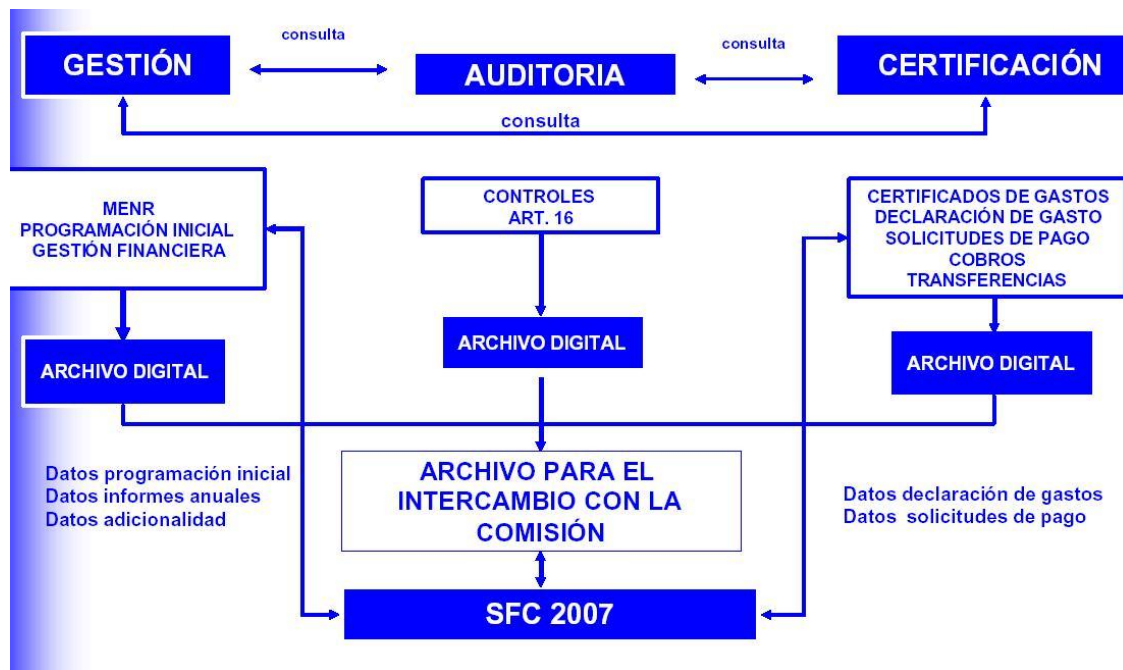 consulta
consulta
GESTIÓN
AUDITORIA
CERTIFICACIÓN
consulta
MENR
PROGRAMACIÓN INICIAL
GESTIÓN FINANCIERA
CONTROLES
ART. 16
CERTIFICADOS DE GASTOS
DECLARACIÓN DE GASTO
SOLICITUDES DE PAGO
COBROS
TRANSFERENCIAS
ARCHIVO DIGITAL
ARCHIVO DIGITAL
ARCHIVO DIGITAL
Datos programación inicial
Datos informes anuales
Datos adicionalidad
ARCHIVO PARA EL
INTERCAMBIO CON LA
COMISIÓN
Datos declaración de gastos
Datos solicitudes de pago
SFC 2007